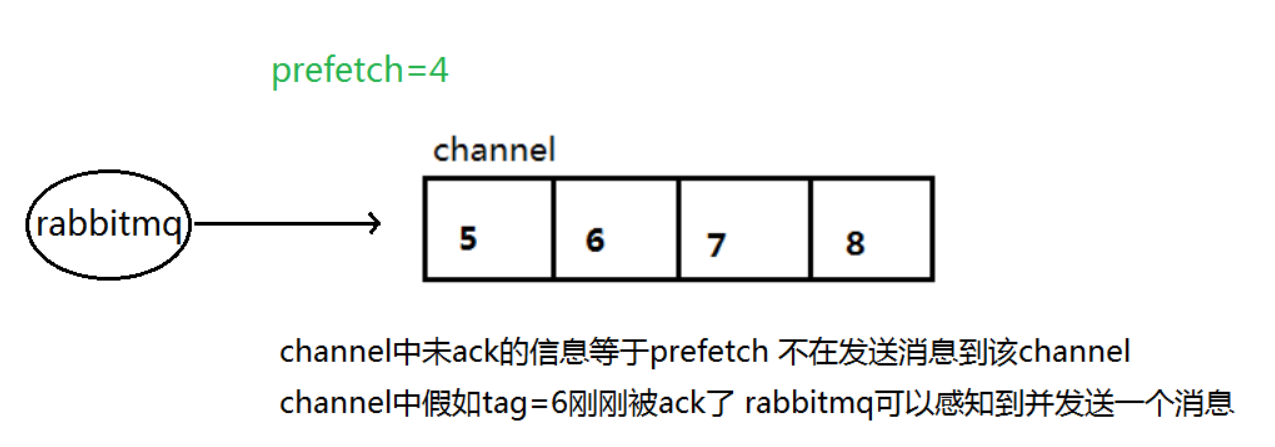 prefetch=4
channel
rabbitmq
5 6 7 8
channel中未ack的信息等于prefetch 不在发送消息到该channel
channel中假如tag=6刚刚被ack了 rabbitmq可以感知到并发送一个消息